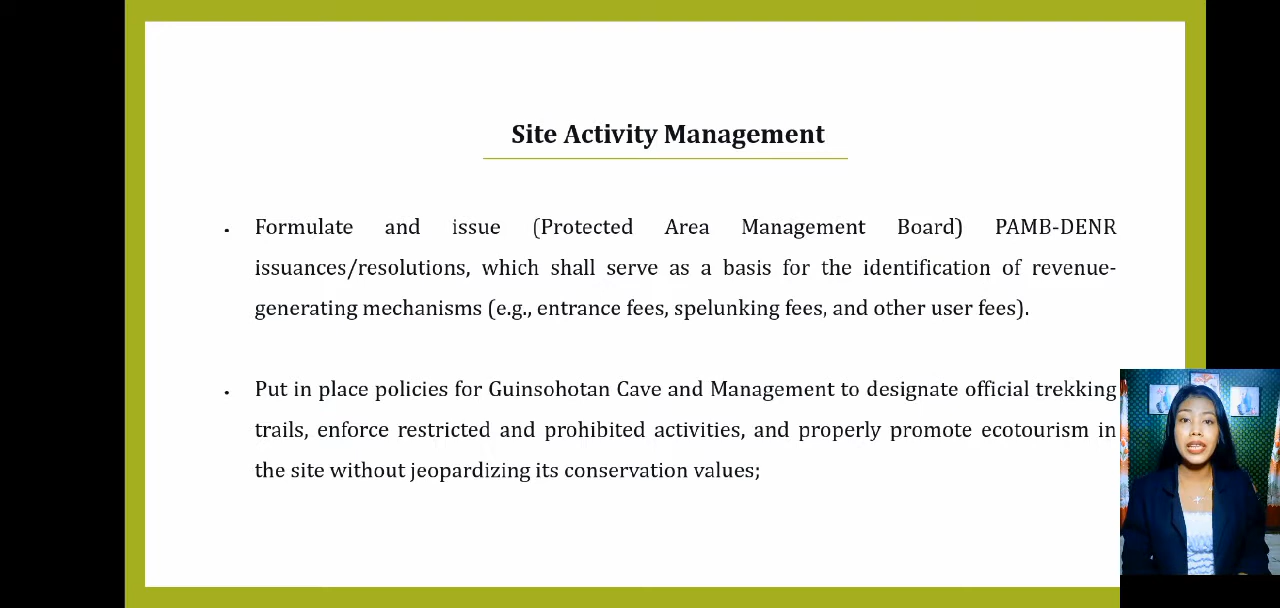 Site Activity Management
• Formulate and issue (Protected Area Management Board) PAMB-DENR
issuances/resolutions, which shall serve as a basis for the identification of revenue-
generating mechanisms (e.g., entrance fees, spelunking fees, and other user fees).
• Put in place policies for Guinsohotan Cave and Management to designate official trekking
trails, enforce restricted and prohibited activities, and properly promote ecotourism in
the site without jeopardizing its conservation values;